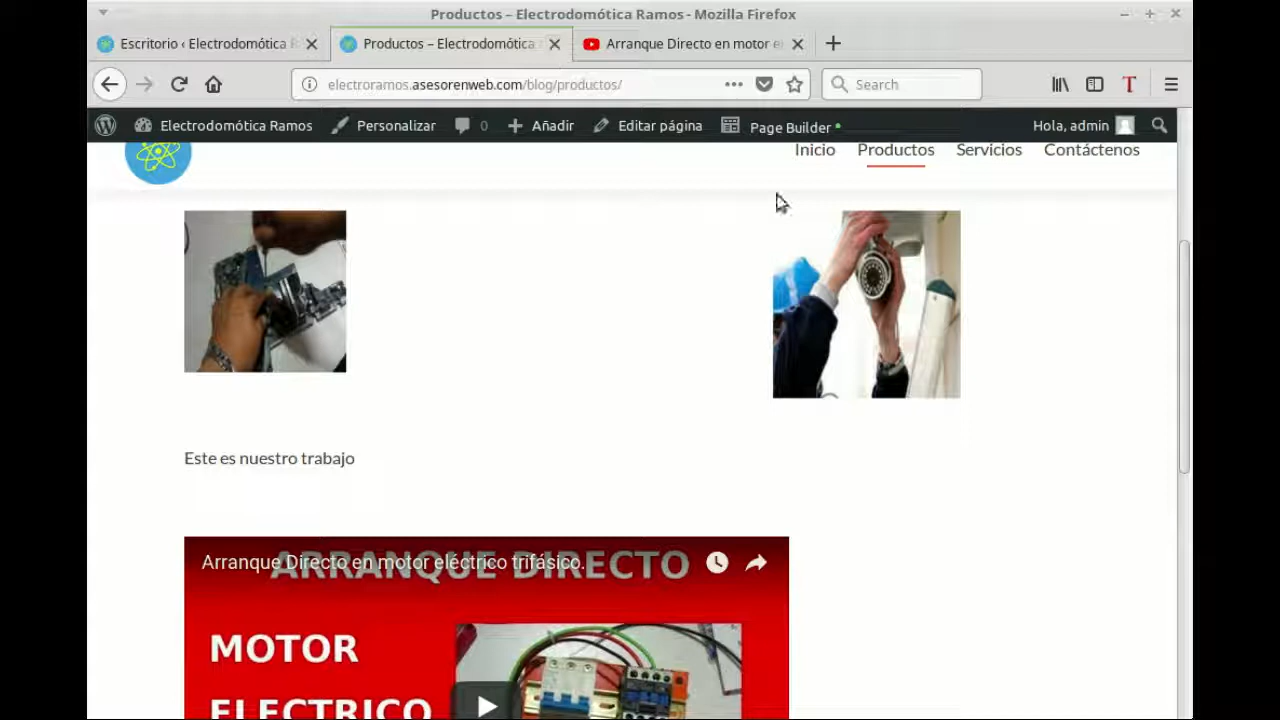 Productos – Electrodomótica Ramos - Mozilla Firefox
Escritorio ‹ Electrodomótica R
Productos – Electrodomótica
Arranque Directo en motor e
electroramos.asesorenweb.com/blog/productos/
Search
Electrodomótica Ramos
Personalizar
0
Añadir
Editar página
Page Builder
Hola, admin
Inicio
Productos
Servicios
Contáctenos
Este es nuestro trabajo
Arranque Directo en motor eléctrico trifásico.
ARRANQUE DIRECTO
MOTOR
ELECTRICO